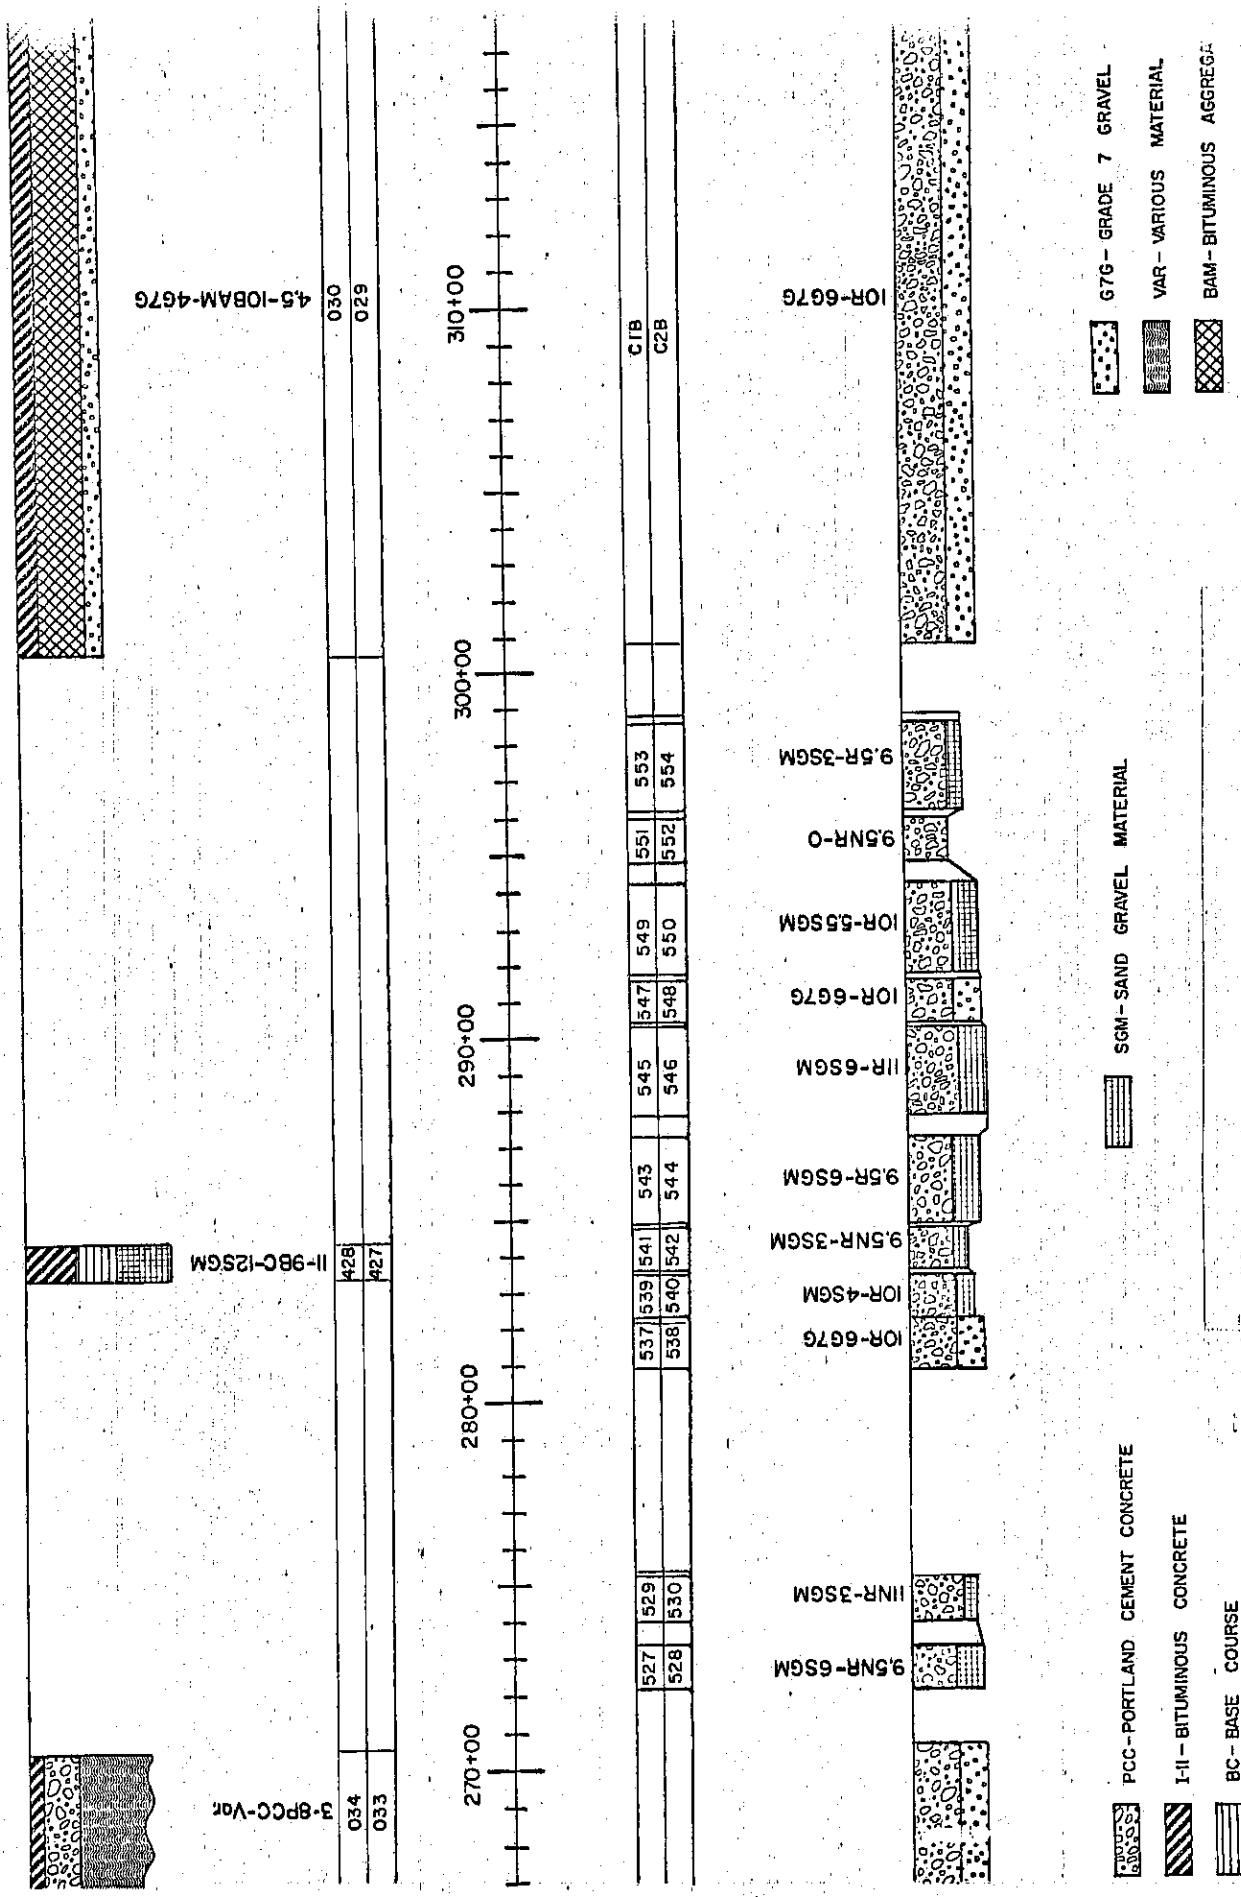 3-8PCC-Var.
11-9BC-12SGM
4.5-10BAM-4G7G
034
033
428
427
030
029
270+00
280+00
290+00
300+00
310+00
527 529 537 539 541 543 545 547 549 551 553 C1B
528 530 538 540 542 544 546 548 550 552 554 C2B
9.5NR-6SGM
11NR-3SGM
10R-6G7G
10R-4SGM
9.5NR-3SGM
9.5R-6SGM
11R-6SGM
10R-6G7G
10R-5.5SGM
9.5NR-0
9.5R-3SGM
10R-6G7G
PCC-PORTLAND CEMENT CONCRETE
I-11-BITUMINOUS CONCRETE
BC-BASE COURSE
SGM-SAND GRAVEL MATERIAL
G7G-GRADE 7 GRAVEL
VAR-VARIOUS MATERIAL
BAM-BITUMINOUS AGGREGA